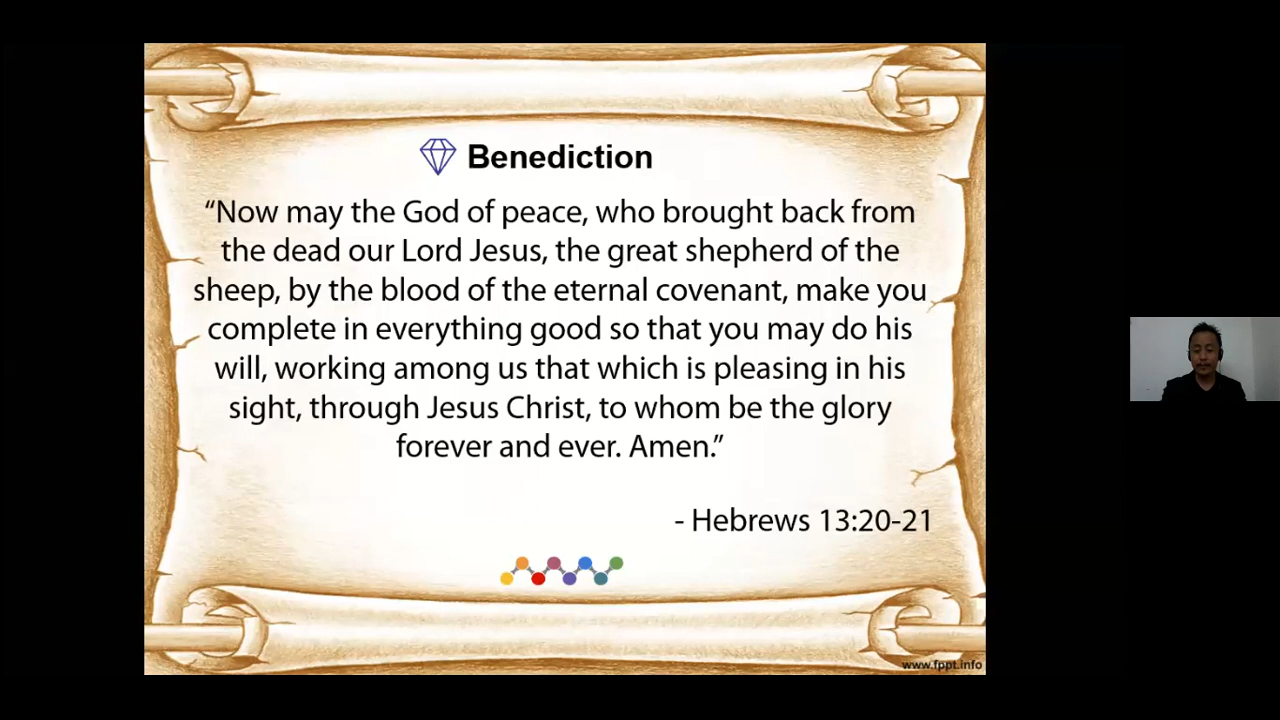 Benediction
“Now may the God of peace, who brought back from
the dead our Lord Jesus, the great shepherd of the
sheep, by the blood of the eternal covenant, make you
complete in everything good so that you may do his
will, working among us that which is pleasing in his
sight, through Jesus Christ, to whom be the glory
forever and ever. Amen.”
- Hebrews 13:20-21
www.fppt.info